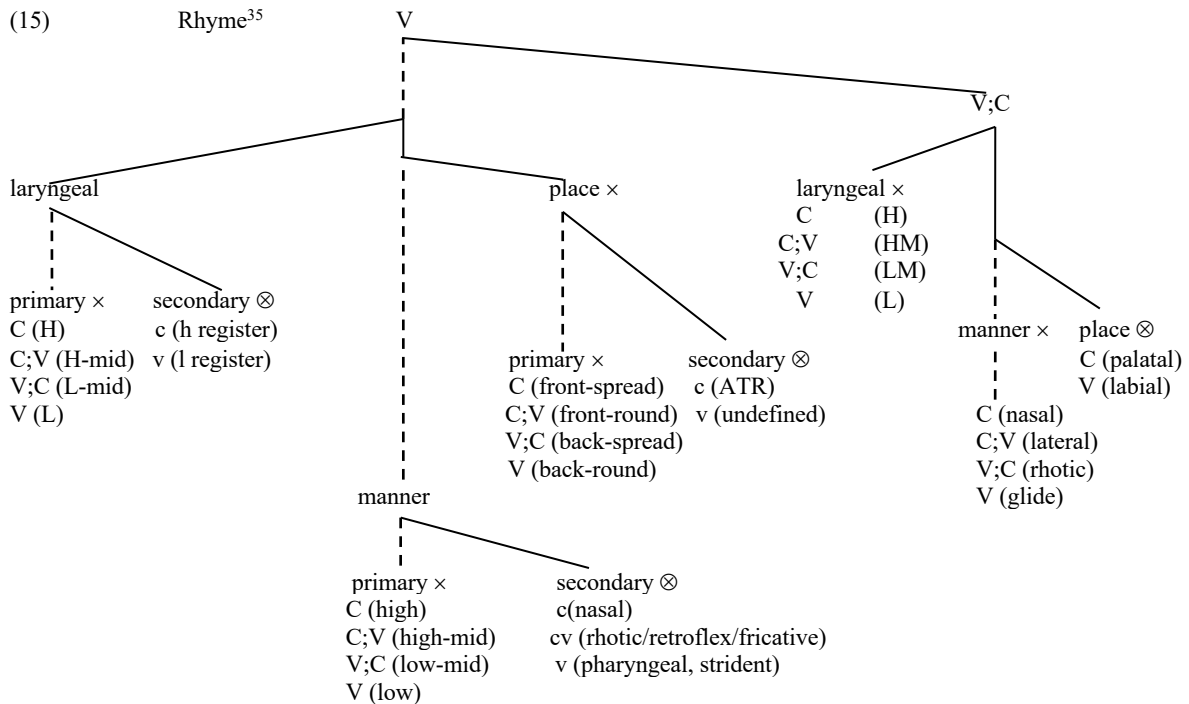 (15) Rhyme35 V
V;C
laryngeal place × laryngeal ×
C (H)
C;V (HM)
V;C (LM)
V (L)
primary × secondary ⊗
C (H) c (h register)
C;V (H-mid) v (l register)
V;C (L-mid)
V (L)
manner × place ⊗
C (palatal)
V (labial)
primary × secondary ⊗
C (front-spread) c (ATR)
C;V (front-round) v (undefined)
V;C (back-spread)
V (back-round)
C (nasal)
C;V (lateral)
V;C (rhotic)
V (glide)
manner
primary × secondary ⊗
C (high) c(nasal)
C;V (high-mid) cv (rhotic/retroflex/fricative)
V;C (low-mid) v (pharyngeal, strident)
V (low)